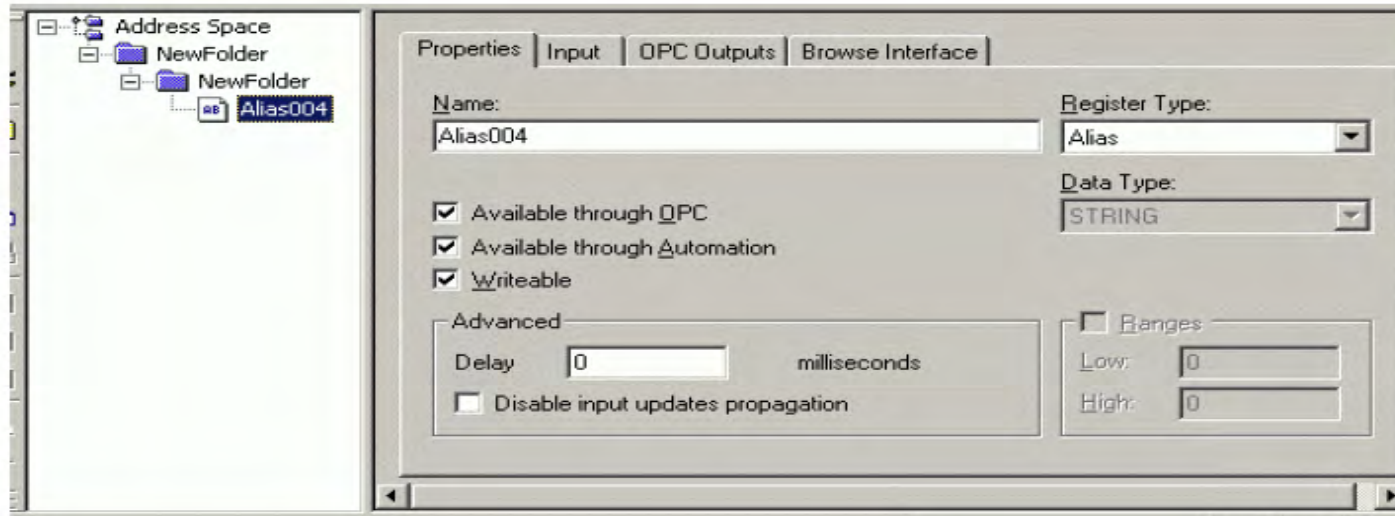 Address Space
NewFolder
NewFolder
AB Alias004
Properties Input OPC Outputs Browse Interface
Name:
Alias004
Register Type:
Alias
Data Type:
STRING
Available through OPC
Available through Automation
Writeable
Advanced
Delay 0 milliseconds
Disable input updates propagation
Ranges
Low: 0
High: 0